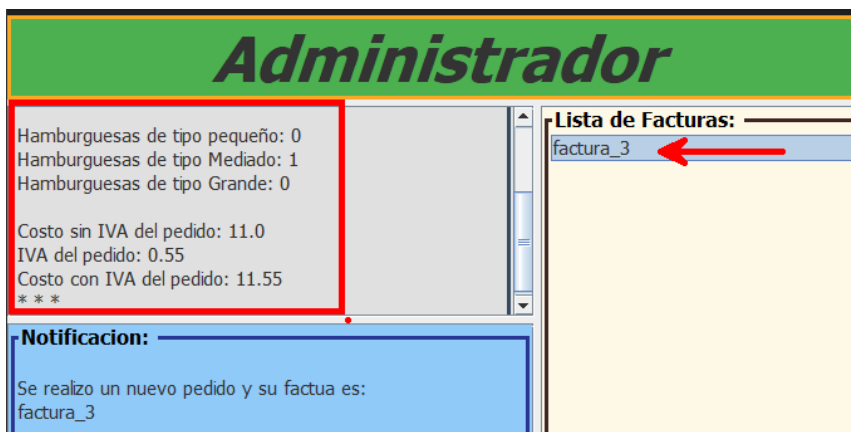 Administrador
Hamburguesas de tipo pequeño: 0
Hamburguesas de tipo Mediado: 1
Hamburguesas de tipo Grande: 0
Costo sin IVA del pedido: 11.0
IVA del pedido: 0.55
Costo con IVA del pedido: 11.55
* * *
Lista de Facturas:
factura_3
Notificacion:
Se realizo un nuevo pedido y su factua es:
factura_3